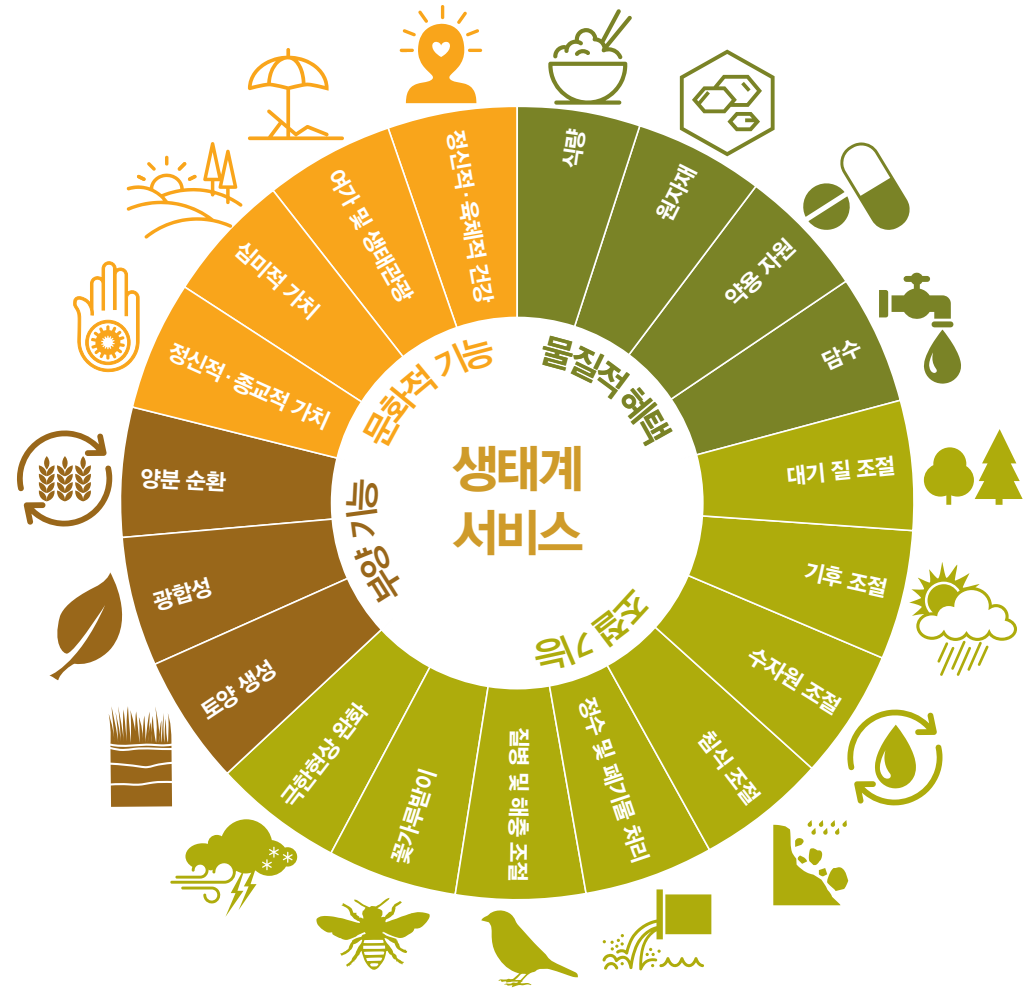 생태계
서비스
물질적 혜택
식량
원자재
약용 자원
담수
조절 기능
대기 질 조절
기후 조절
수자원 조절
침식 조절
정수 및 폐기물 처리
질병 및 해충 조절
꽃가루받이
극한현상 완화
부양 기능
토양 생성
광합성
양분 순환
문화적 기능
정신적 · 종교적 가치
심미적 가치
여가 및 생태관광
정신적 · 육체적 건강